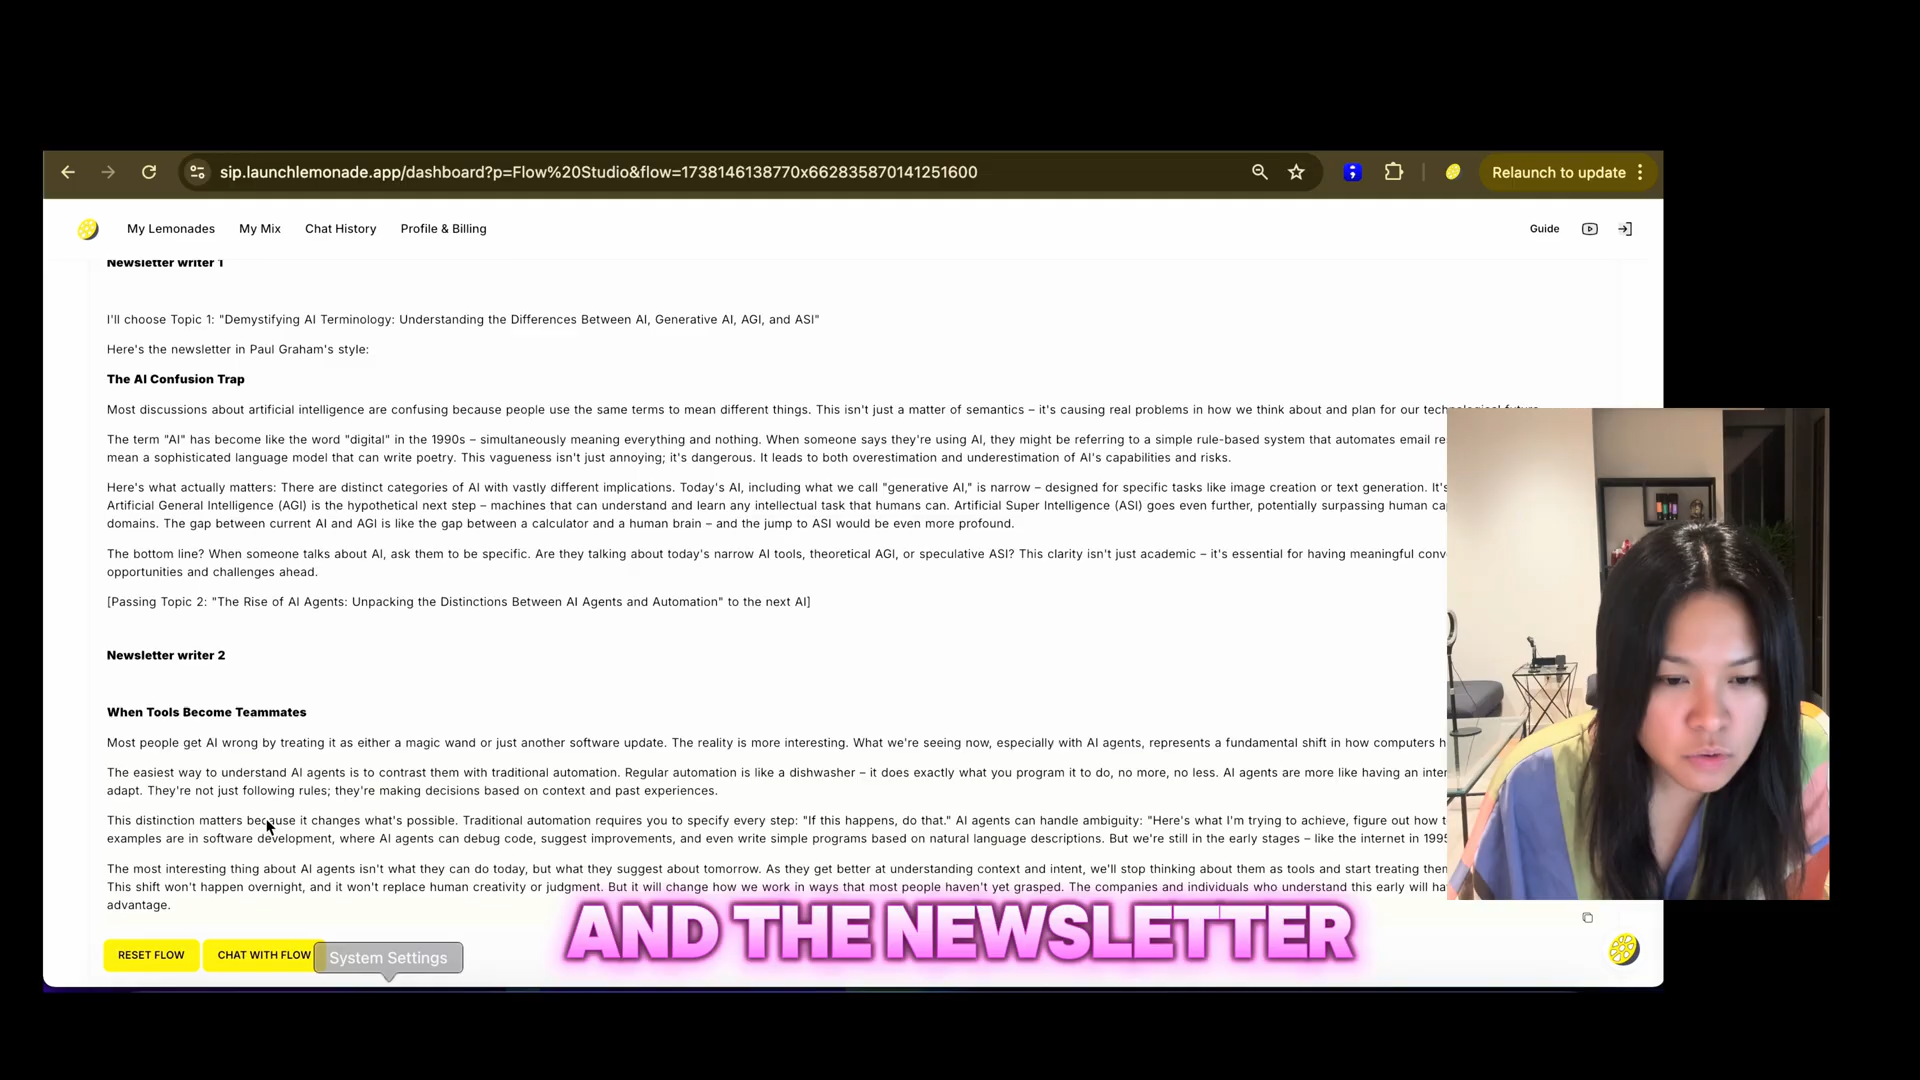 sip.launchlemonade.app/dashboard?p=Flow%20Studio&flow=1738146138770x662835870141251600
Relaunch to update
My Lemonades
My Mix
Chat History
Profile & Billing
Guide
Newsletter writer 1
I'll choose Topic 1: "Demystifying AI Terminology: Understanding the Differences Between AI, Generative AI, AGI, and ASI"
Here's the newsletter in Paul Graham's style:
The AI Confusion Trap
Most discussions about artificial intelligence are confusing because people use the same terms to mean different things. This isn't just a matter of semantics – it's causing real problems in how we think about and plan for our technological future.
The term "AI" has become like the word "digital" in the 1990s – simultaneously meaning everything and nothing. When someone says they're using AI, they might be referring to a simple rule-based system that automates email re
mean a sophisticated language model that can write poetry. This vagueness isn't just annoying; it's dangerous. It leads to both overestimation and underestimation of AI's capabilities and risks.
Here's what actually matters: There are distinct categories of AI with vastly different implications. Today's AI, including what we call "generative AI," is narrow – designed for specific tasks like image creation or text generation. It's
Artificial General Intelligence (AGI) is the hypothetical next step – machines that can understand and learn any intellectual task that humans can. Artificial Super Intelligence (ASI) goes even further, potentially surpassing human ca
domains. The gap between current AI and AGI is like the gap between a calculator and a human brain – and the jump to ASI would be even more profound.
The bottom line? When someone talks about AI, ask them to be specific. Are they talking about today's narrow AI tools, theoretical AGI, or speculative ASI? This clarity isn't just academic – it's essential for having meaningful conv
opportunities and challenges ahead.
[Passing Topic 2: "The Rise of AI Agents: Unpacking the Distinctions Between AI Agents and Automation" to the next AI]
Newsletter writer 2
When Tools Become Teammates
Most people get AI wrong by treating it as either a magic wand or just another software update. The reality is more interesting. What we're seeing now, especially with AI agents, represents a fundamental shift in how computers h
The easiest way to understand AI agents is to contrast them with traditional automation. Regular automation is like a dishwasher – it does exactly what you program it to do, no more, no less. AI agents are more like having an inter
adapt. They're not just following rules; they're making decisions based on context and past experiences.
This distinction matters because it changes what's possible. Traditional automation requires you to specify every step: "If this happens, do that." AI agents can handle ambiguity: "Here's what I'm trying to achieve, figure out how t
examples are in software development, where AI agents can debug code, suggest improvements, and even write simple programs based on natural language descriptions. But we're still in the early stages – like the internet in 1995
The most interesting thing about AI agents isn't what they can do today, but what they suggest about tomorrow. As they get better at understanding context and intent, we'll stop thinking about them as tools and start treating them
This shift won't happen overnight, and it won't replace human creativity or judgment. But it will change how we work in ways that most people haven't yet grasped. The companies and individuals who understand this early will ha
advantage.
RESET FLOW
CHAT WITH FLOW
System Settings
AND THE NEWSLETTER